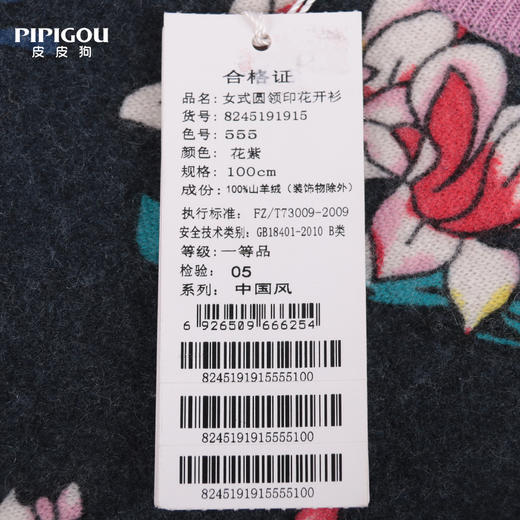 PIPIGOU
皮皮狗
合格证
品名：女式圆领印花开衫
货号：8245191915
色号：555
颜色：花紫
规格：100cm
成份：100%山羊绒（装饰物除外）
执行标准：FZ/T73009-2009
安全技术类别：GB18401-2010 B类
等级：一等品
检验：05
系列：中国风
6 926509 666254
8245191915555100
8245191915555100
8245191915555100